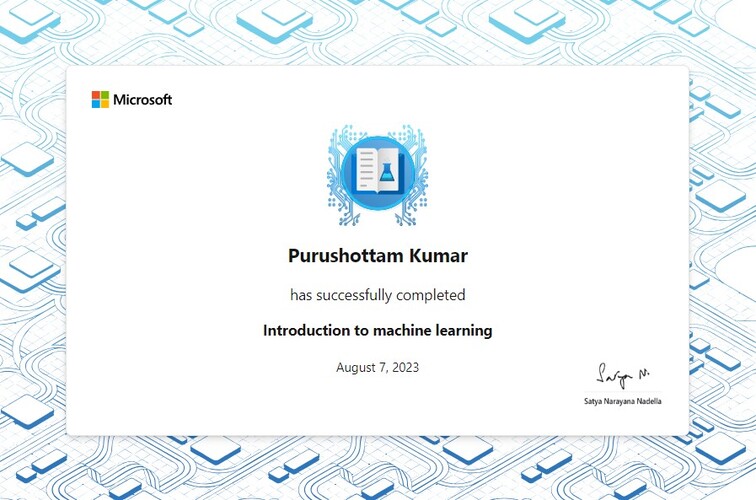 Microsoft
Purushottam Kumar
has successfully completed
Introduction to machine learning
August 7, 2023
Satya N.
Satya Narayana Nadella